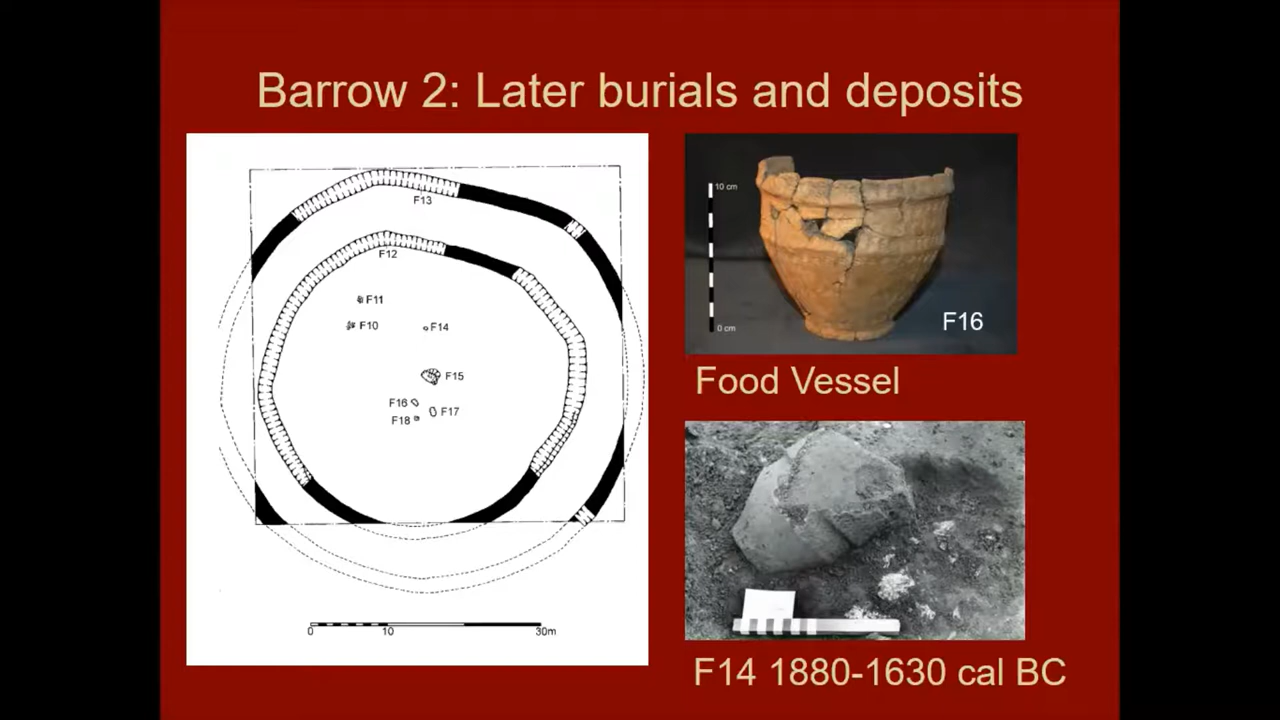 Barrow 2: Later burials and deposits
F13
F12
F11
F10
F14
F15
F16
F17
F18
0
10
30m
10 cm
0 cm
F16
Food Vessel
F14 1880-1630 cal BC